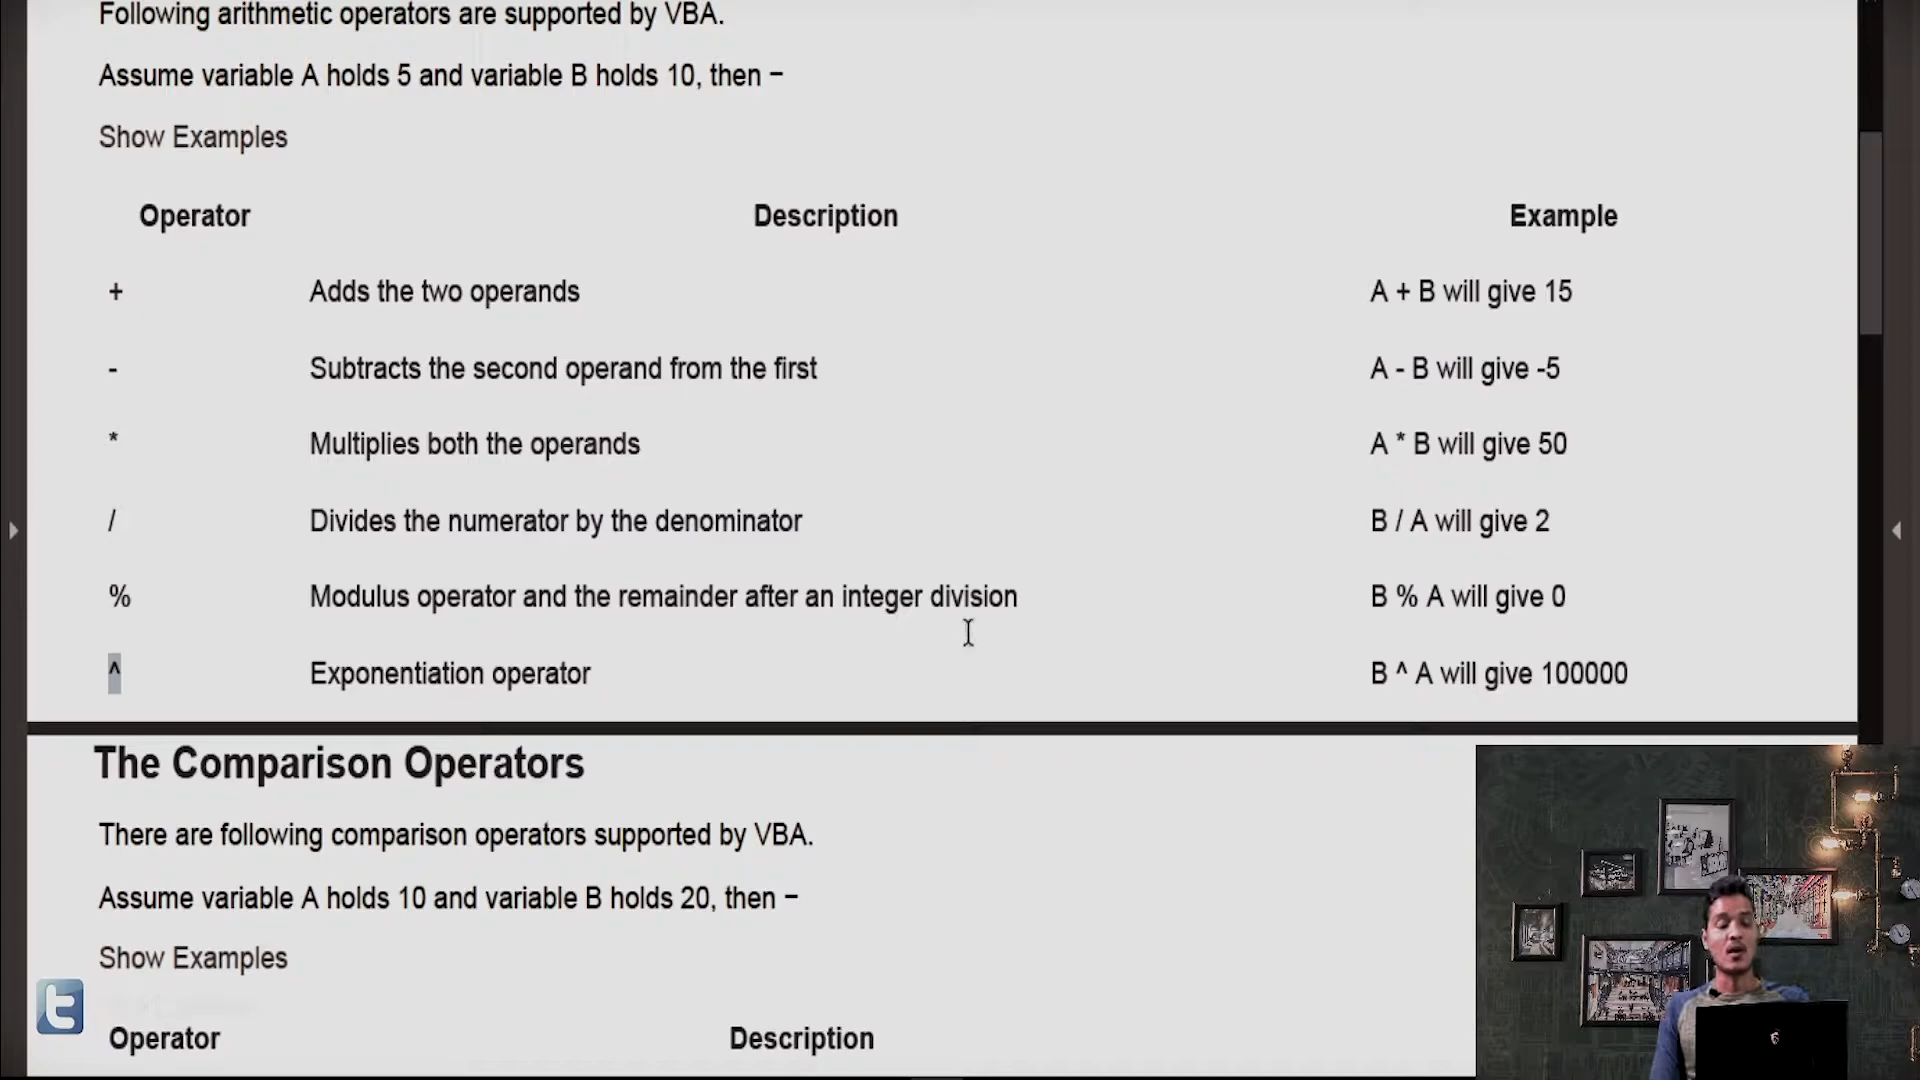 Following arithmetic operators are supported by VBA.
Assume variable A holds 5 and variable B holds 10, then −
Show Examples
Operator Description Example
+ Adds the two operands A + B will give 15
- Subtracts the second operand from the first A - B will give -5
* Multiplies both the operands A * B will give 50
/ Divides the numerator by the denominator B / A will give 2
% Modulus operator and the remainder after an integer division B % A will give 0
^ Exponentiation operator B ^ A will give 100000
The Comparison Operators
There are following comparison operators supported by VBA.
Assume variable A holds 10 and variable B holds 20, then −
Show Examples
t
Operator Description